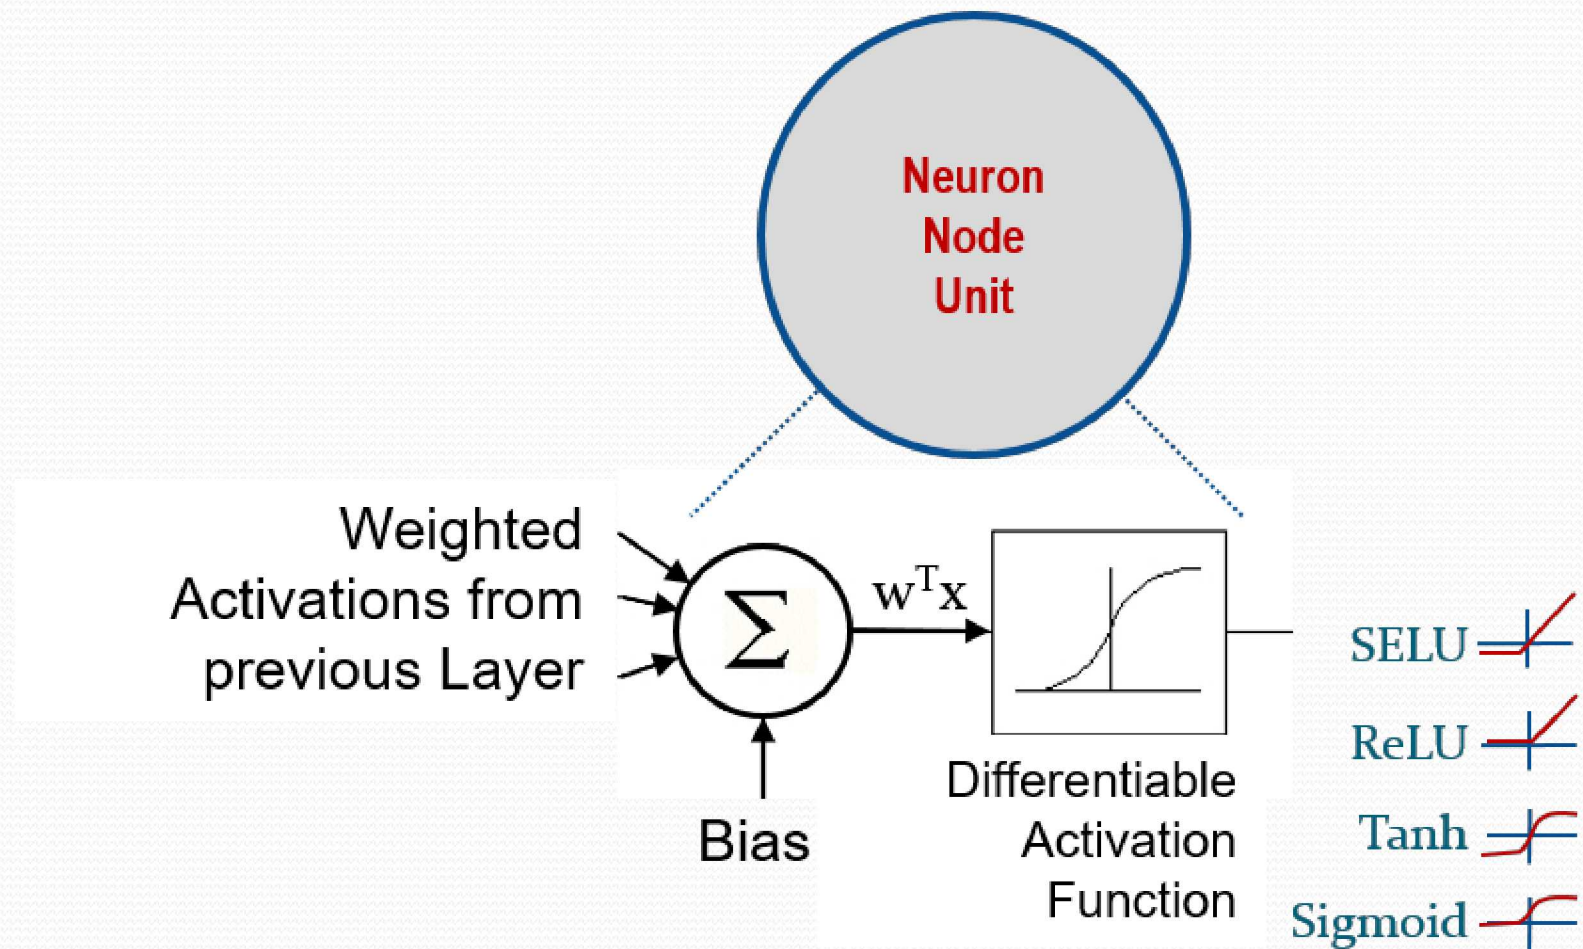 Neuron
Node
Unit
Weighted
Activations from
previous Layer
Σ
wᵀx
Bias
Differentiable
Activation
Function
SELU
ReLU
Tanh
Sigmoid